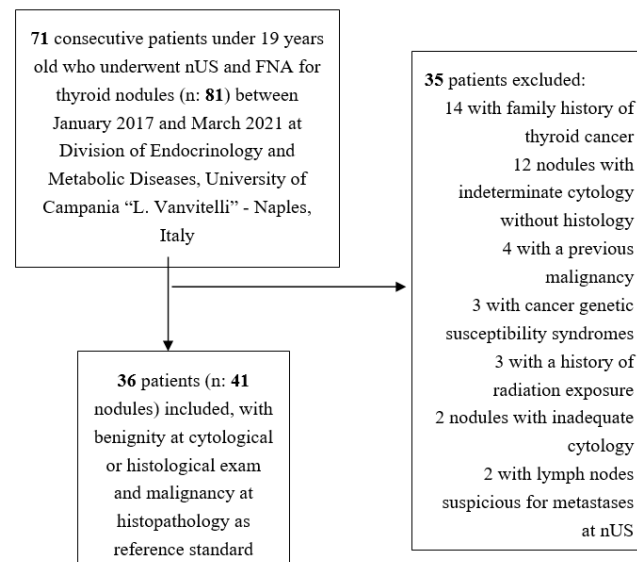 71 consecutive patients under 19 years
old who underwent nUS and FNA for
thyroid nodules (n: 81) between
January 2017 and March 2021 at
Division of Endocrinology and
Metabolic Diseases, University of
Campania “L. Vanvitelli” - Naples,
Italy
35 patients excluded:
14 with family history of
thyroid cancer
12 nodules with
indeterminate cytology
without histology
4 with a previous
malignancy
3 with cancer genetic
susceptibility syndromes
3 with a history of
radiation exposure
2 nodules with inadequate
cytology
2 with lymph nodes
suspicious for metastases
at nUS
36 patients (n: 41
nodules) included, with
benignity at cytological
or histological exam
and malignancy at
histopathology as
reference standard